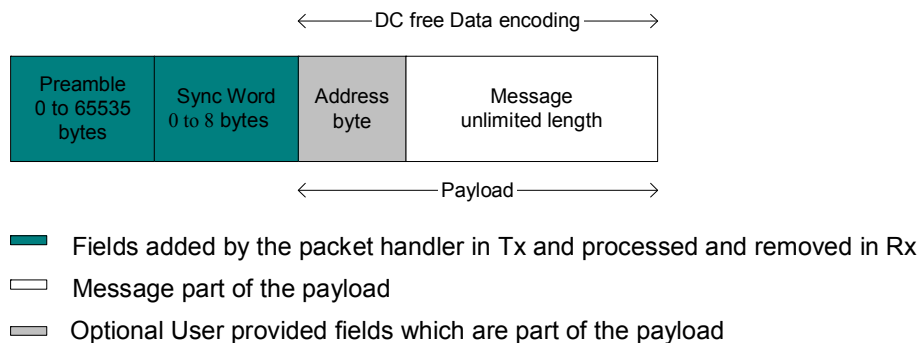 DC free Data encoding
Preamble
0 to 65535
bytes
Sync Word
0 to 8 bytes
Address
byte
Message
unlimited length
Payload
Fields added by the packet handler in Tx and processed and removed in Rx
Message part of the payload
Optional User provided fields which are part of the payload